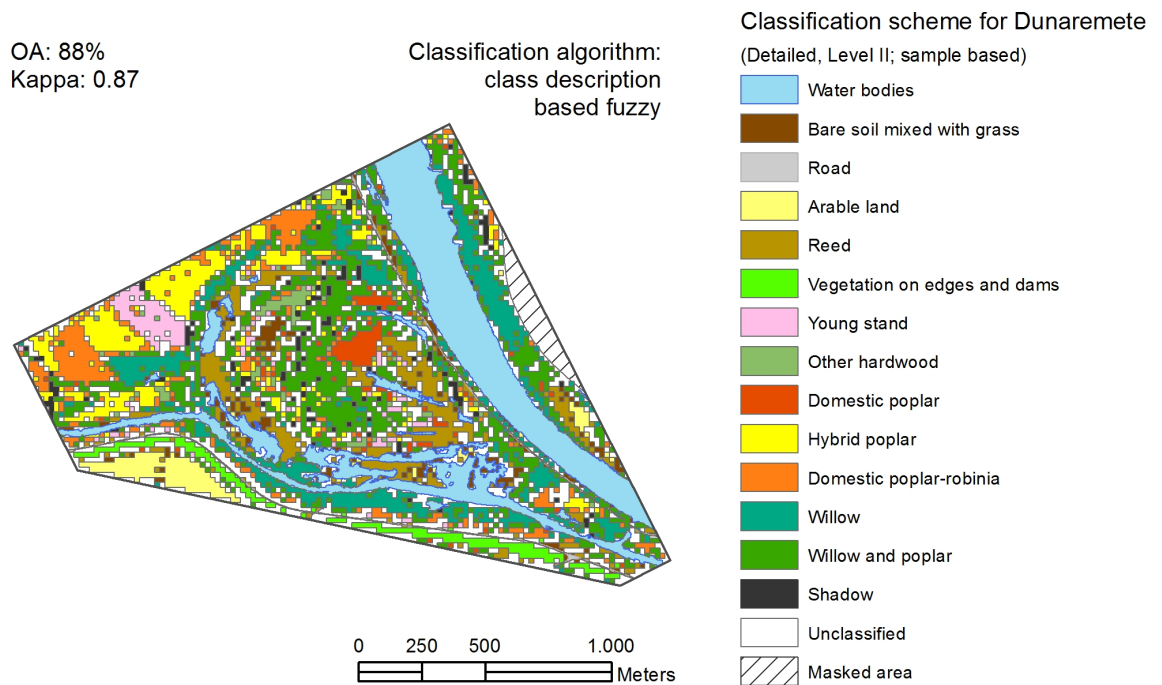 OA: 88%
Kappa: 0.87
Classification algorithm:
class description
based fuzzy
Classification scheme for Dunaremete
(Detailed, Level II; sample based)
Water bodies
Bare soil mixed with grass
Road
Arable land
Reed
Vegetation on edges and dams
Young stand
Other hardwood
Domestic poplar
Hybrid poplar
Domestic poplar-robinia
Willow
Willow and poplar
Shadow
Unclassified
Masked area
0 250 500 1.000
Meters